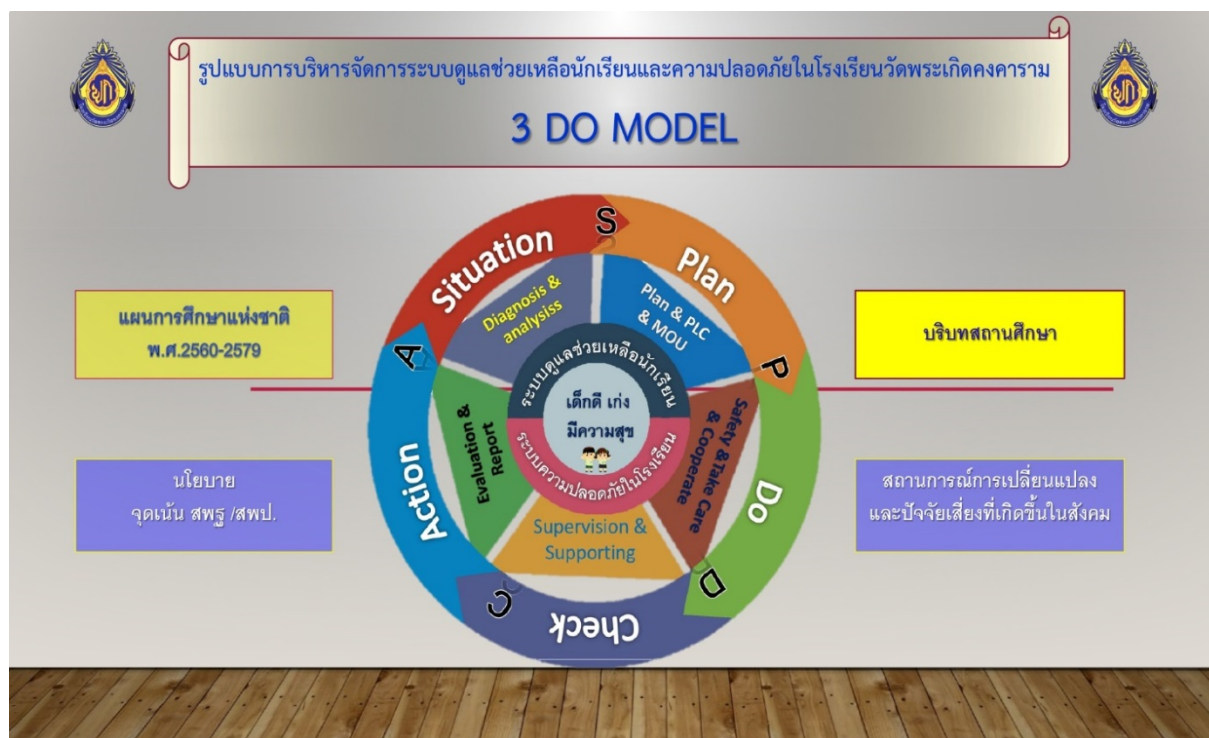 รูปแบบการบริหารจัดการระบบดูแลช่วยเหลือนักเรียนและความปลอดภัยในโรงเรียนวัดพระเกิดคงคาราม
3 DO MODEL
แผนการศึกษาแห่งชาติ
พ.ศ.2560-2579
นโยบาย
จุดเน้น สพฐ /สพป.
S
Situation
Plan
P
Do
D
Check
C
Action
A
Diagnosis &
analysiss
Plan & PLC
& MOU
Safety &Take Care
& Cooperate
Supervision &
Supporting
Evaluation &
Report
ระบบดูแลช่วยเหลือนักเรียน
เด็กดี เก่ง
มีความสุข
ระบบความปลอดภัยในโรงเรียน
บริบทสถานศึกษา
สถานการณ์การเปลี่ยนแปลง
และปัจจัยเสี่ยงที่เกิดขึ้นในสังคม